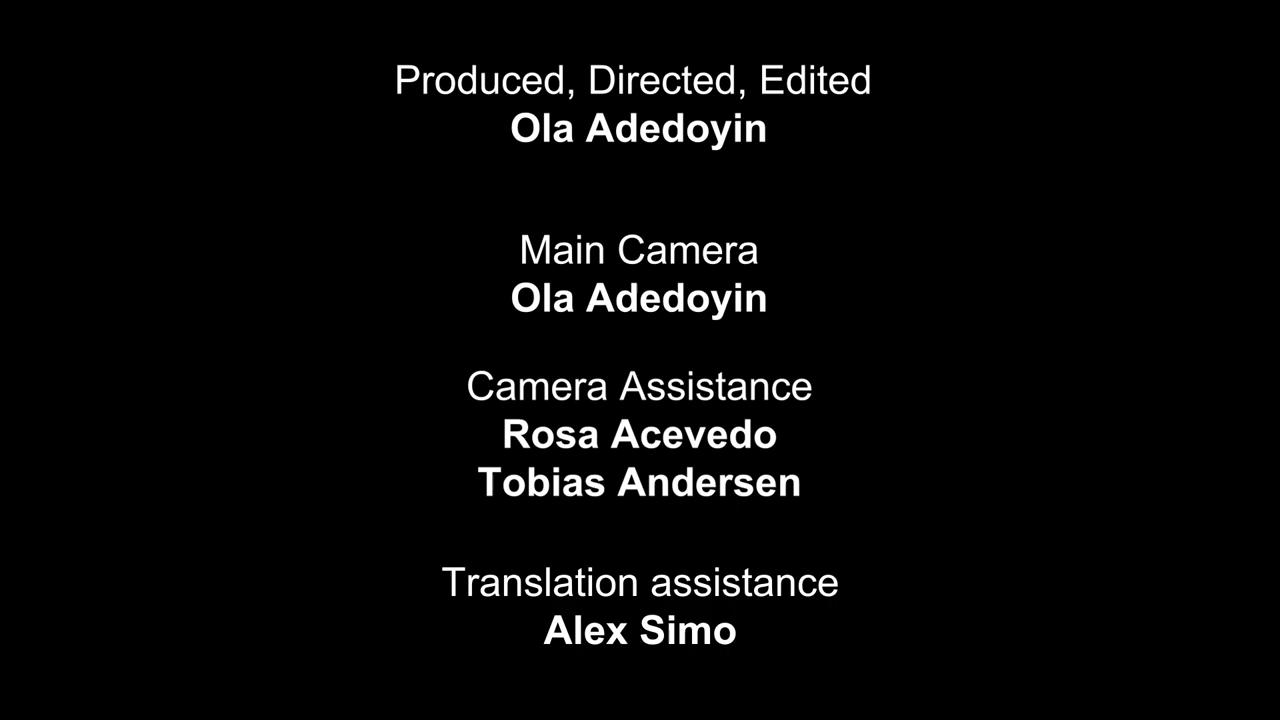 Produced, Directed, Edited
Ola Adedoyin
Main Camera
Ola Adedoyin
Camera Assistance
Rosa Acevedo
Tobias Andersen
Translation assistance
Alex Simo